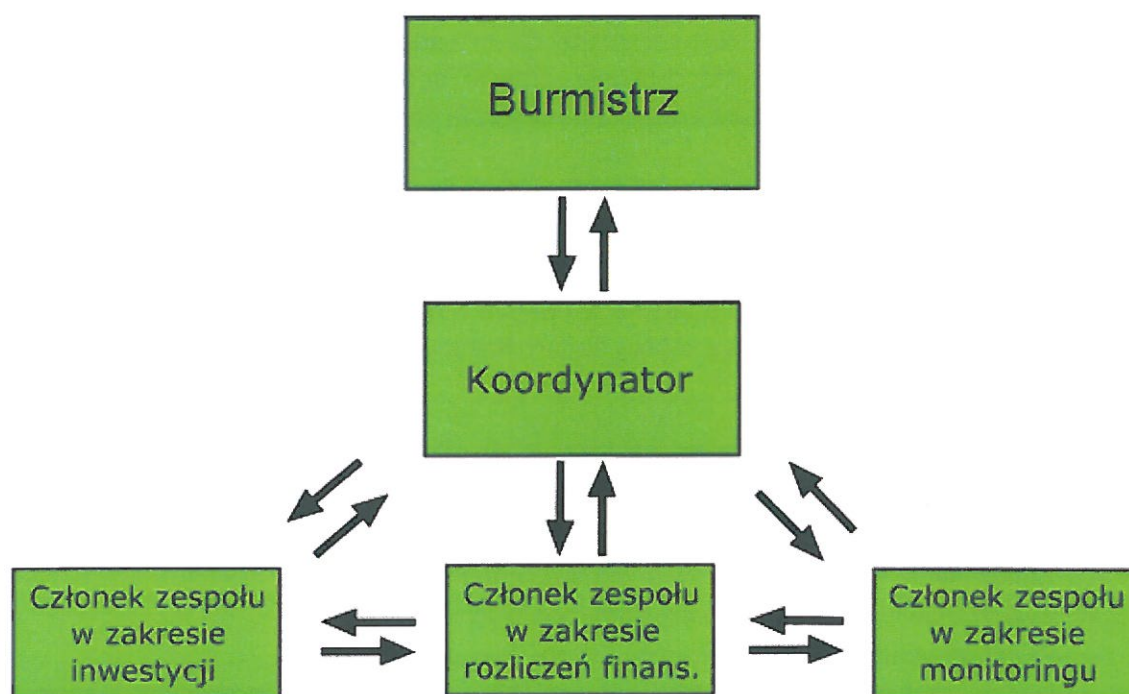 Burmistrz
Koordynator
Członek zespołu
w zakresie
inwestycji
Członek zespołu
w zakresie
rozliczeń finans.
Członek zespołu
w zakresie
monitoringu